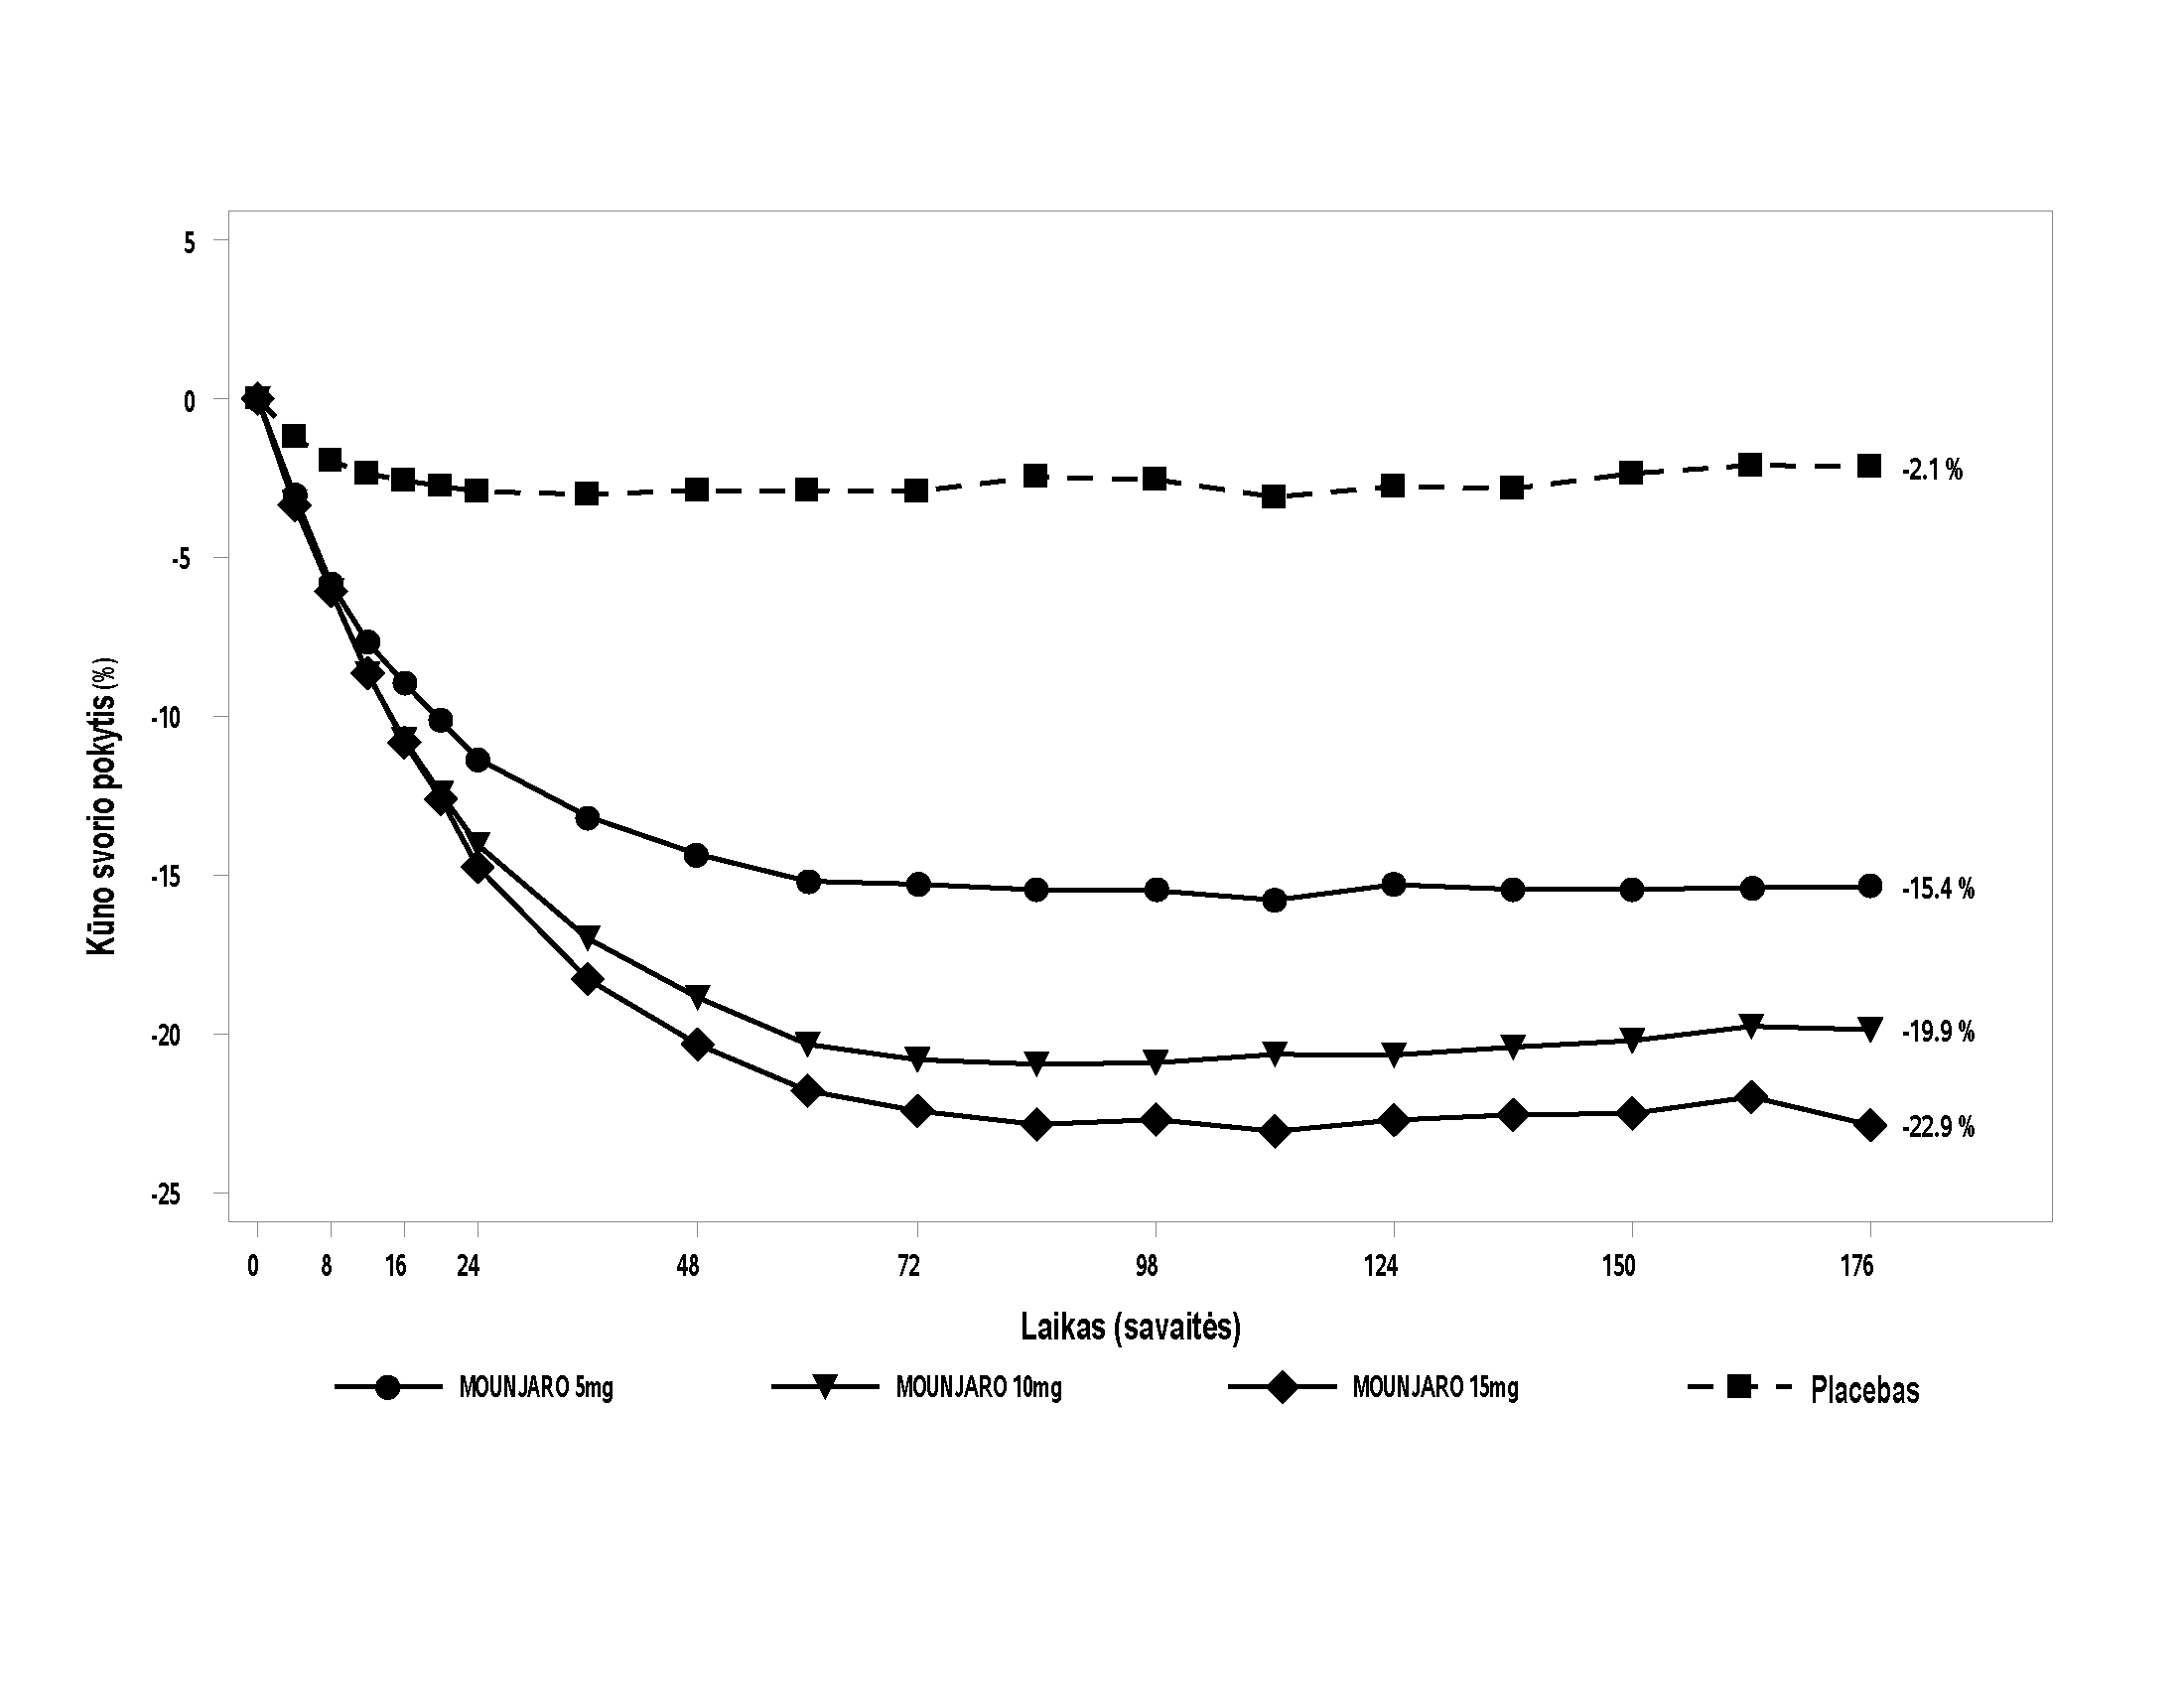 5
0
-5
-10
-15
-20
-25
Kūno svorio pokytis (%)
-2.1 %
-15.4 %
-19.9 %
-22.9 %
0 8 16 24 48 72 98 124 150 176
Laikas (savaitės)
MOUNJARO 5mg MOUNJARO 10mg MOUNJARO 15mg Placebas